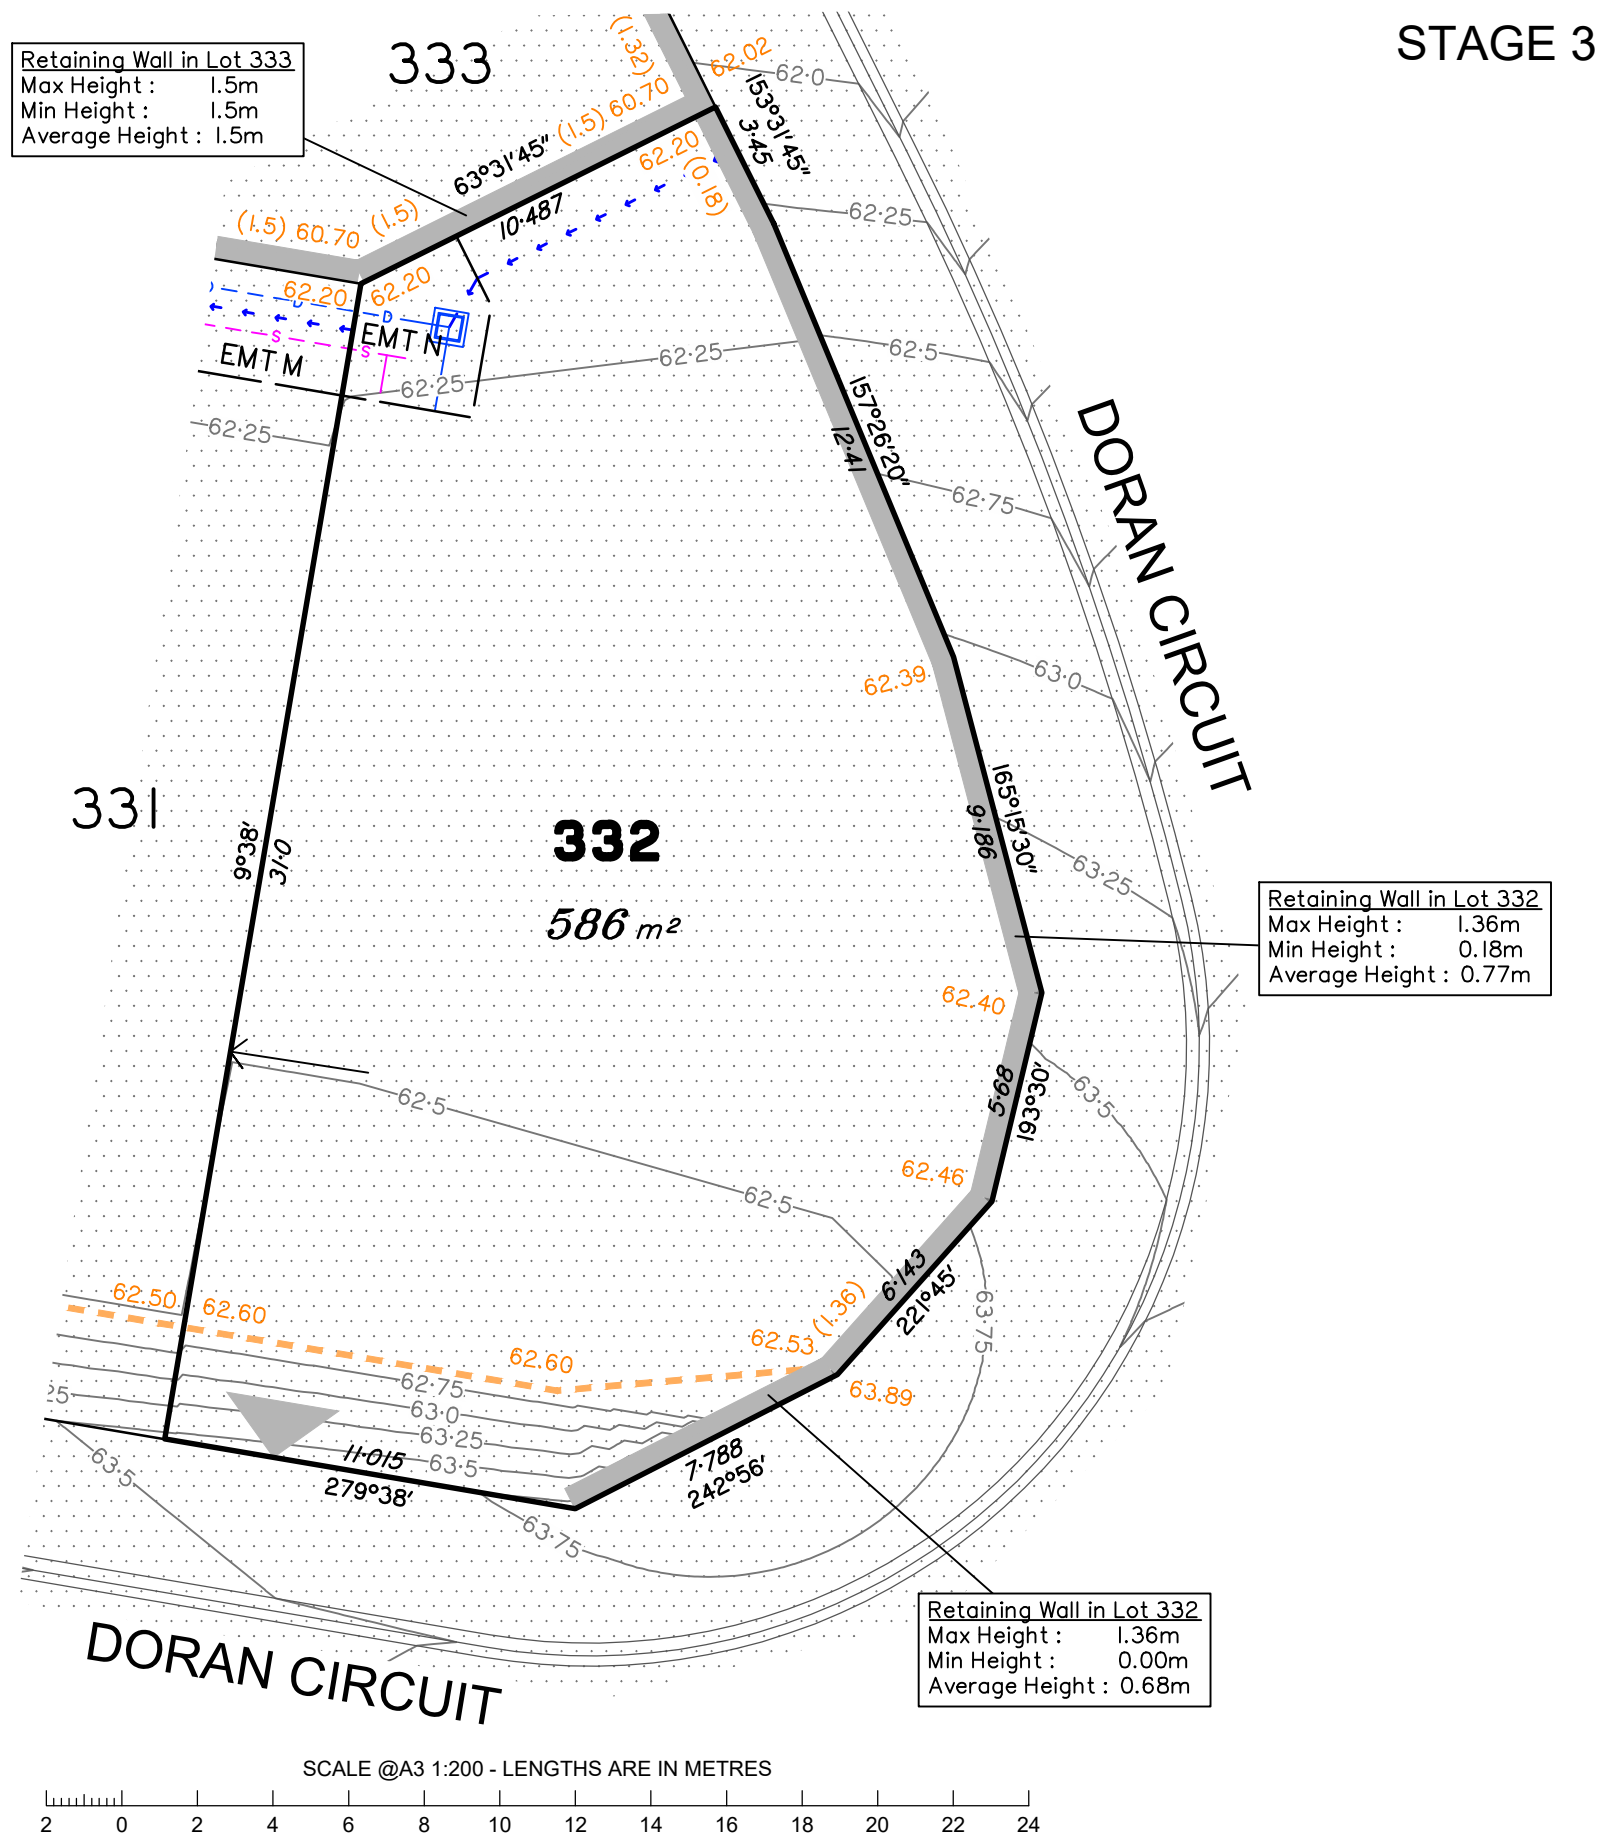 STAGE 3
Retaining Wall in Lot 333
Max Height : 1.5m
Min Height : 1.5m
Average Height : 1.5m
333
(1.32)
62.02
62·0
153°31'45"
3·45
(1.5) 60.70
63°31'45"
10·487
62.20
(0.18)
(1.5) 60.70
(1.5)
62·25
62.20
62.20
D
D
D
S
S
EMT N
EMT M
62·25
62·25
62·5
62·25
157°26'20"
12·41
62·75
DORAN CIRCUIT
62.39
63·0
331
9°38'
31·0
332
586 m²
165°15'30"
9·186
63·25
Retaining Wall in Lot 332
Max Height : 1.36m
Min Height : 0.18m
Average Height : 0.77m
62.40
62·5
5·68
193°30'
63·5
62.46
62·5
6·143
221°45'
63·75
62.50
62.60
62.60
62.53
(1.36)
63.89
62·75
63·0
63·25
63·5
25
63·5
11·015
279°38'
7·788
242°56'
63·75
Retaining Wall in Lot 332
Max Height : 1.36m
Min Height : 0.00m
Average Height : 0.68m
DORAN CIRCUIT
SCALE @A3 1:200 - LENGTHS ARE IN METRES
2 0 2 4 6 8 10 12 14 16 18 20 22 24